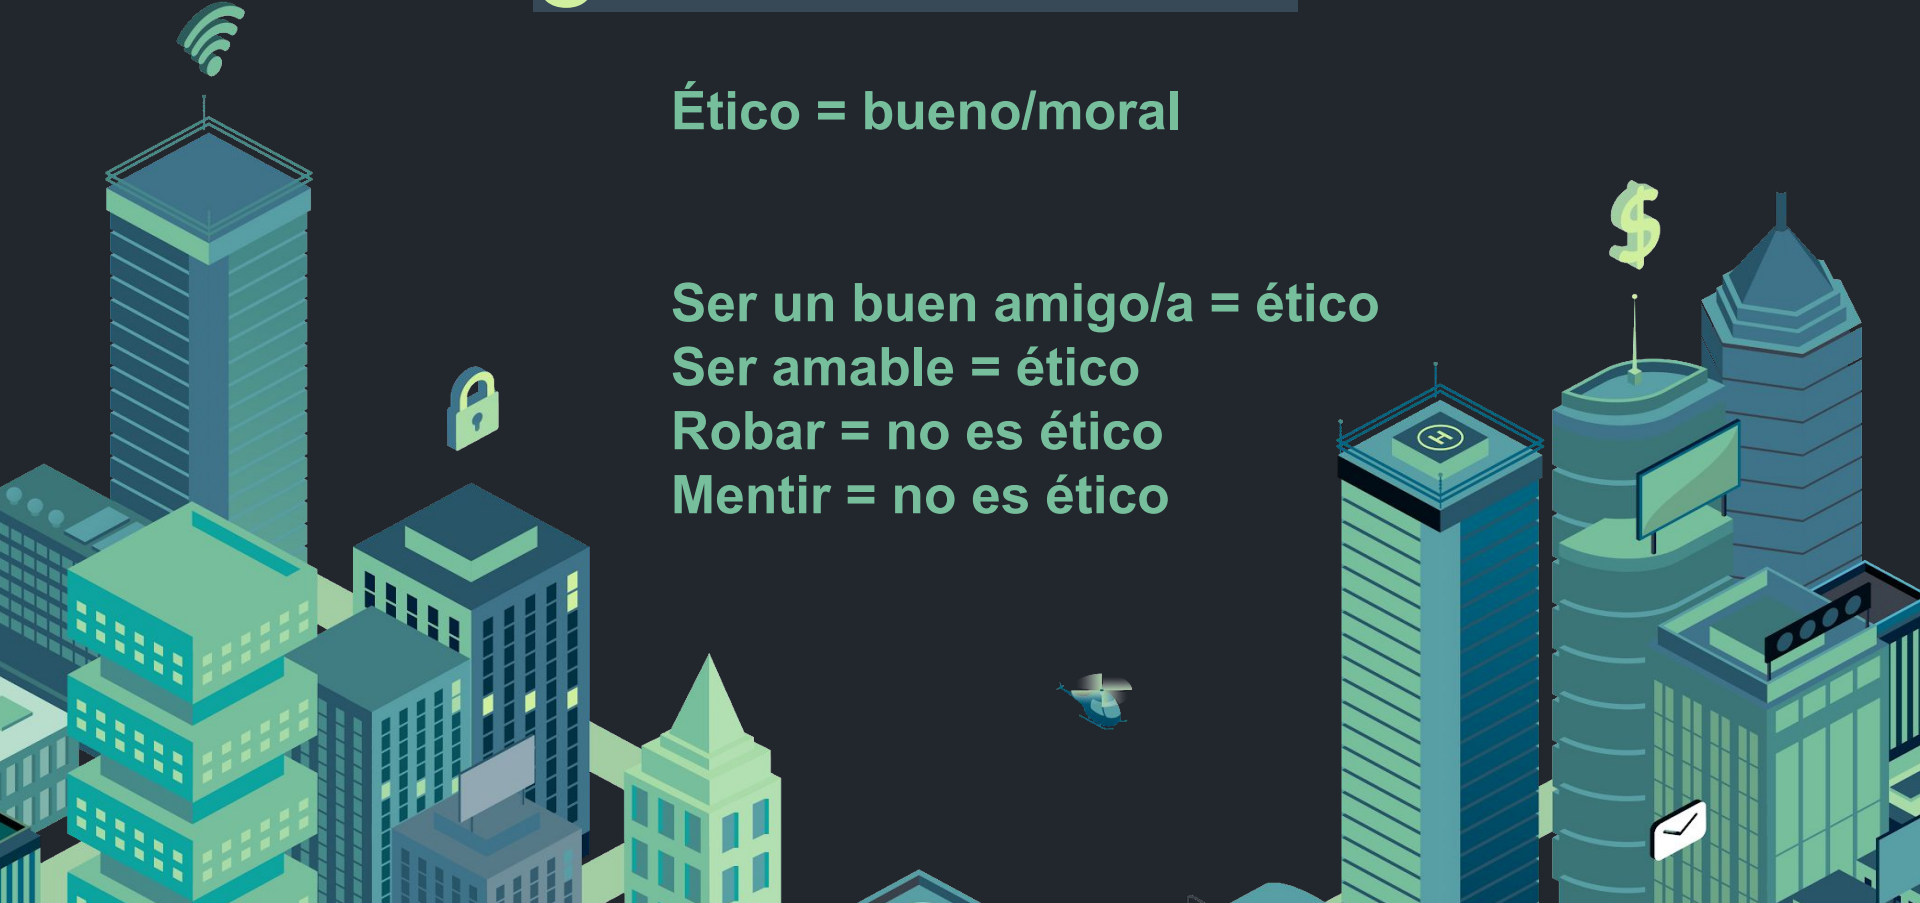 Ético = bueno/moral
Ser un buen amigo/a = ético
Ser amable = ético
Robar = no es ético
Mentir = no es ético
$
H